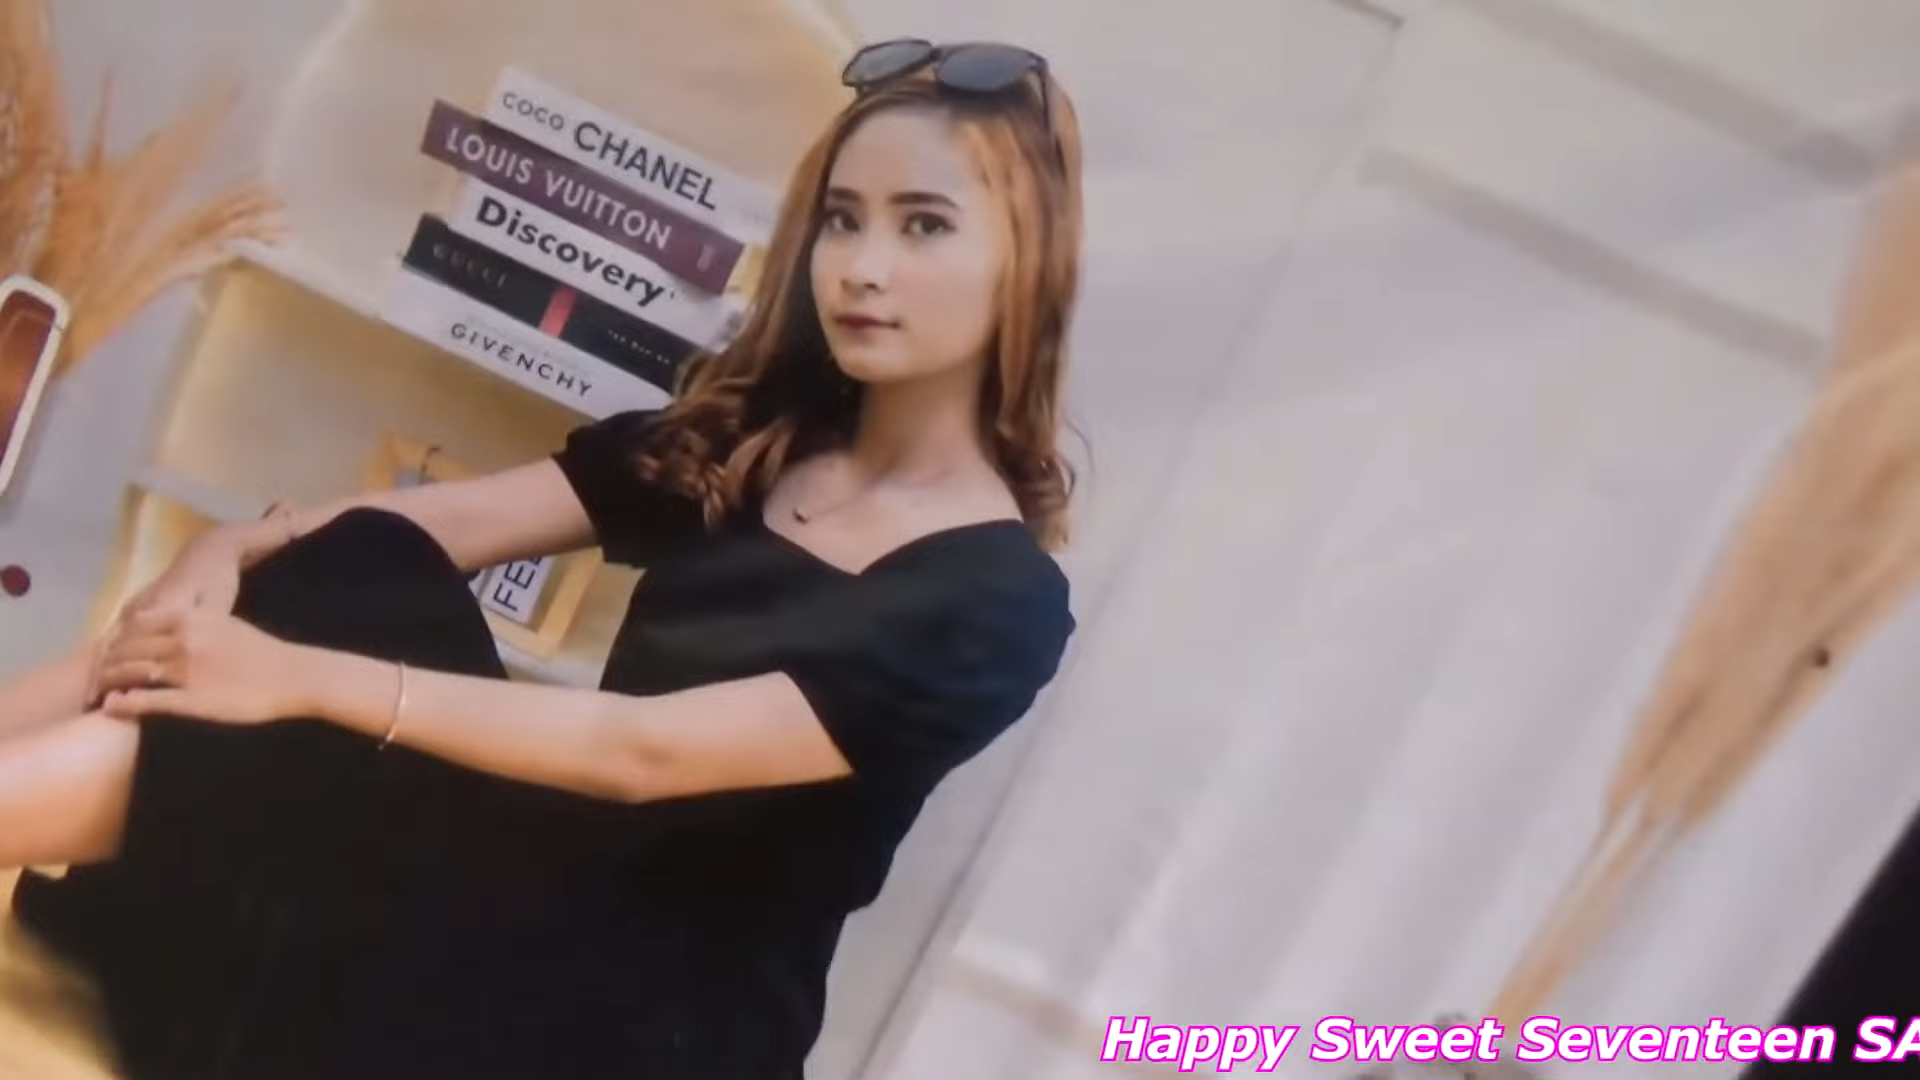 COCO CHANEL
LOUIS VUITTON
Discovery
GUCCI
GIVENCHY
Happy Sweet Seventeen SA